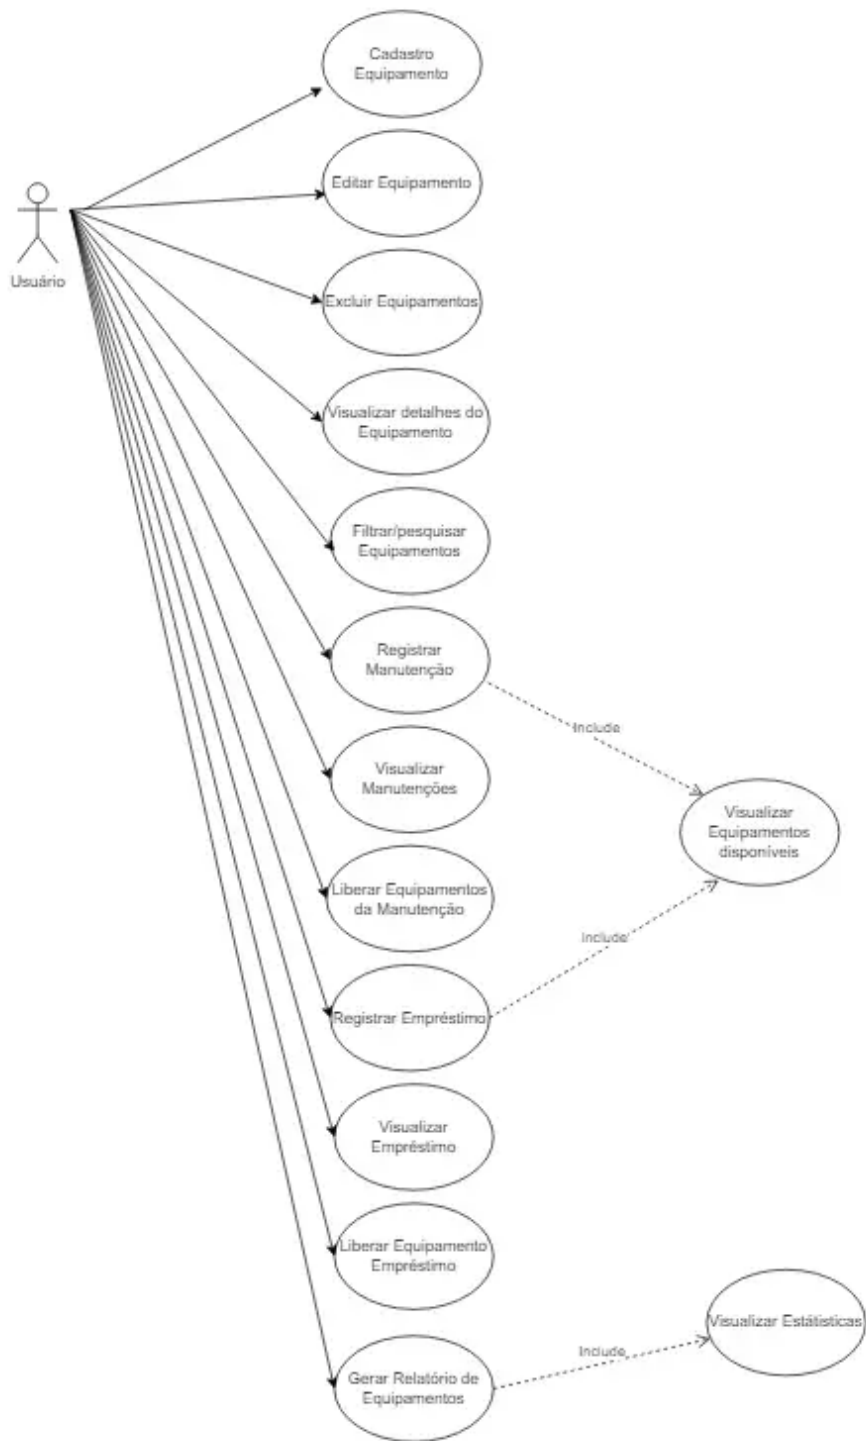 Cadastro
Equipamento
Editar Equipamento
Usuário
Excluir Equipamentos
Visualizar detalhes do
Equipamento
Filtrar/pesquisar
Equipamentos
Registrar
Manutenção
Include
Visualizar
Manutenções
Visualizar
Equipamentos
disponíveis
Liberar Equipamentos
da Manutenção
Include
Registrar Empréstimo
Visualizar
Empréstimo
Liberar Equipamento
Empréstimo
Visualizar Estátisticas
Include
Gerar Relatório de
Equipamentos